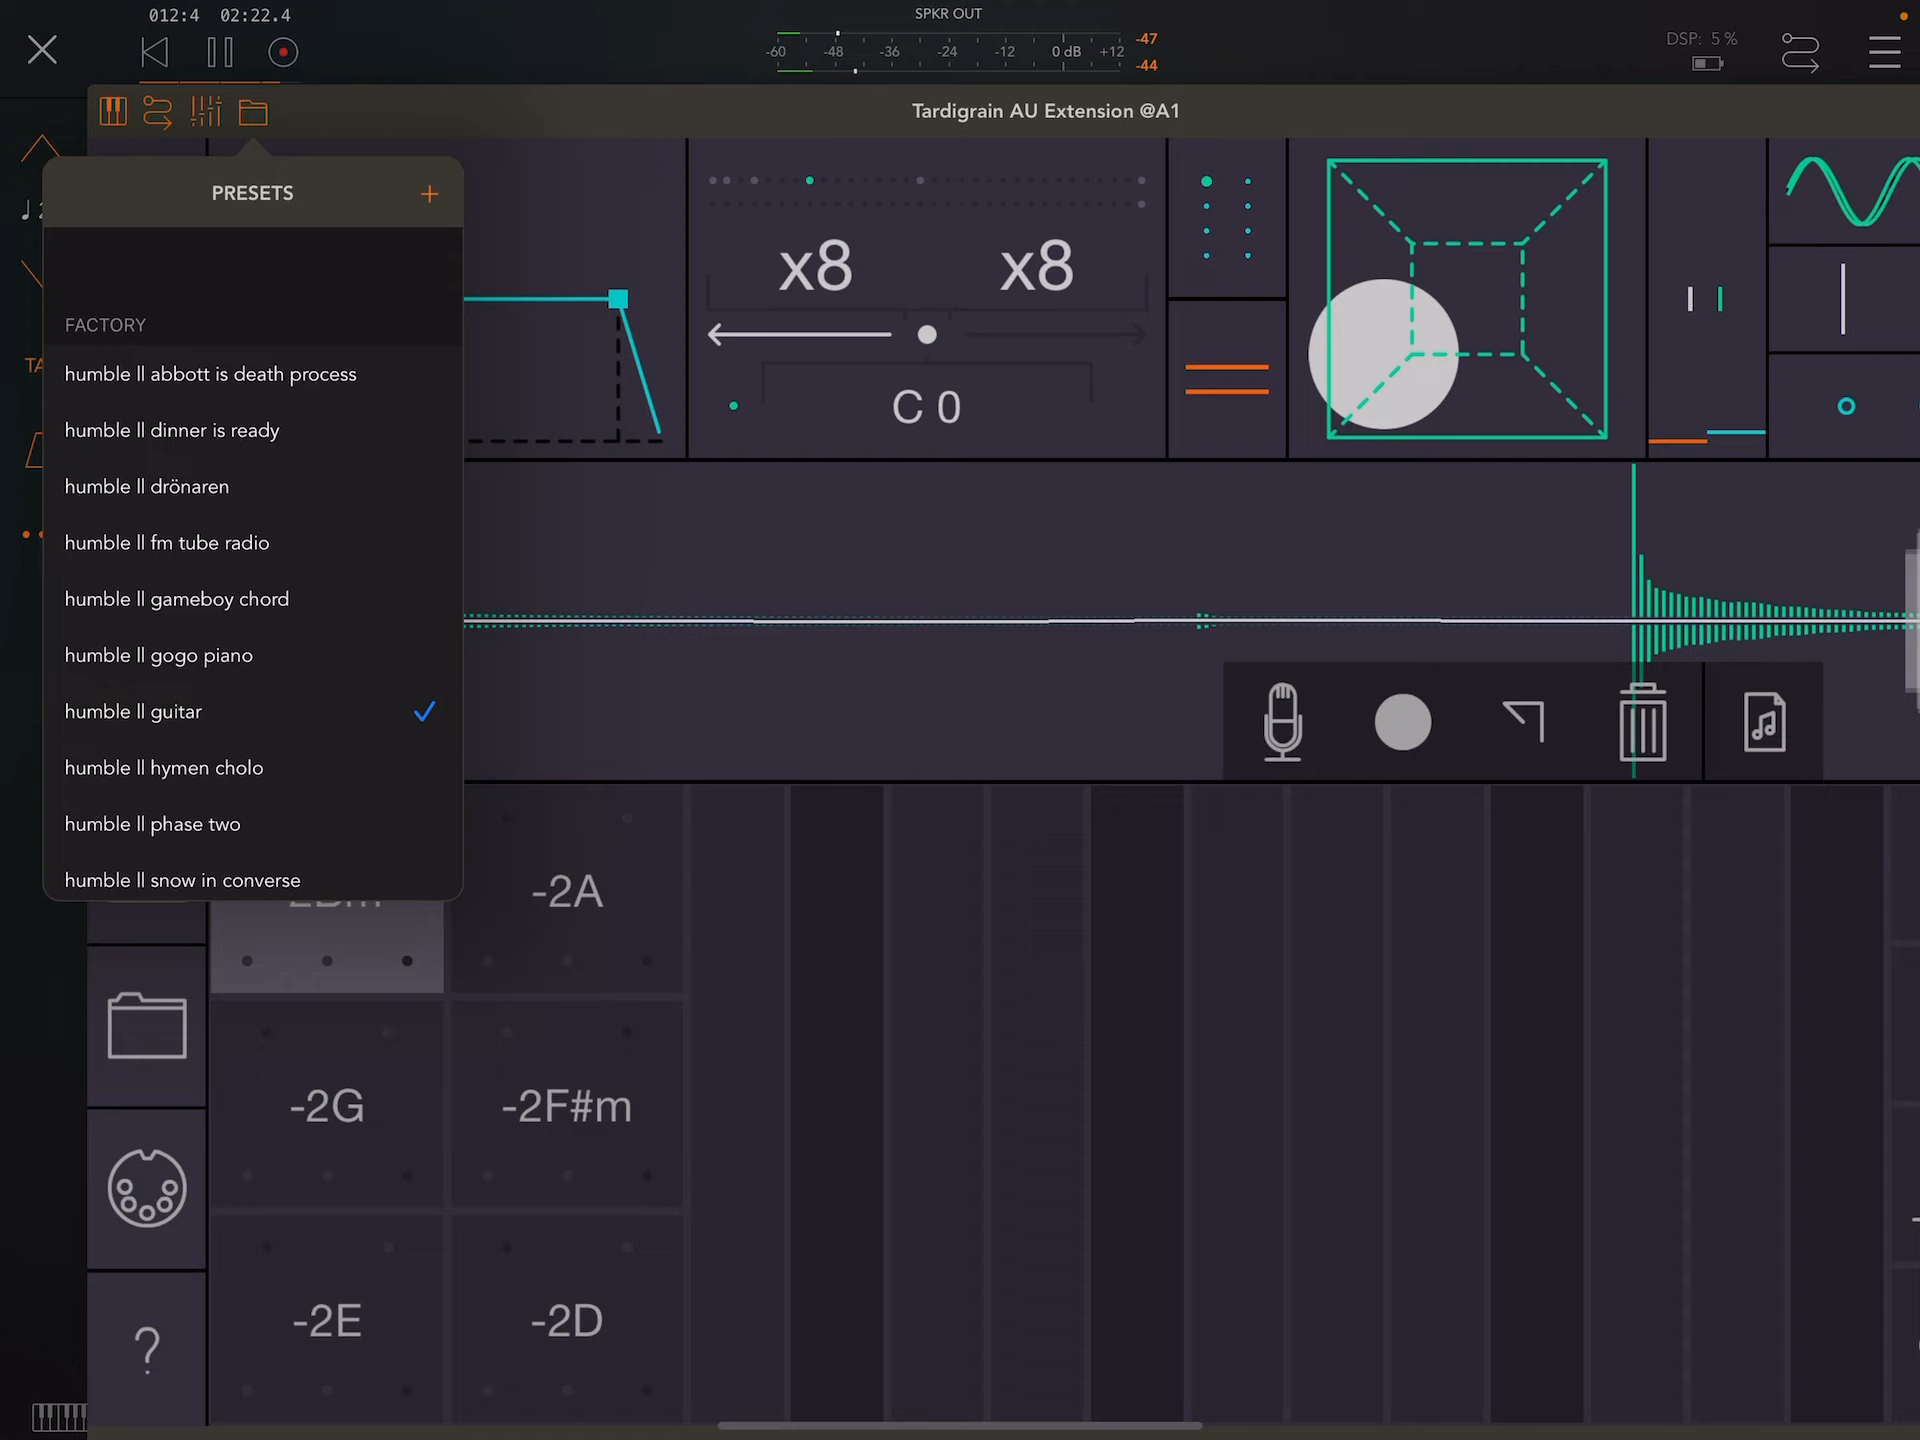 012:4 02:22.4
SPKR OUT
-60 -48 -36 -24 -12 0 dB +12
-47
-44
DSP: 5 %
Tardigrain AU Extension @A1
PRESETS +
FACTORY
humble ll abbott is death process
humble ll dinner is ready
humble ll drönaren
humble ll fm tube radio
humble ll gameboy chord
humble ll gogo piano
humble ll guitar
humble ll hymen cholo
humble ll phase two
humble ll snow in converse
x8 x8
C 0
-2A
-2G -2F#m
-2E -2D
?